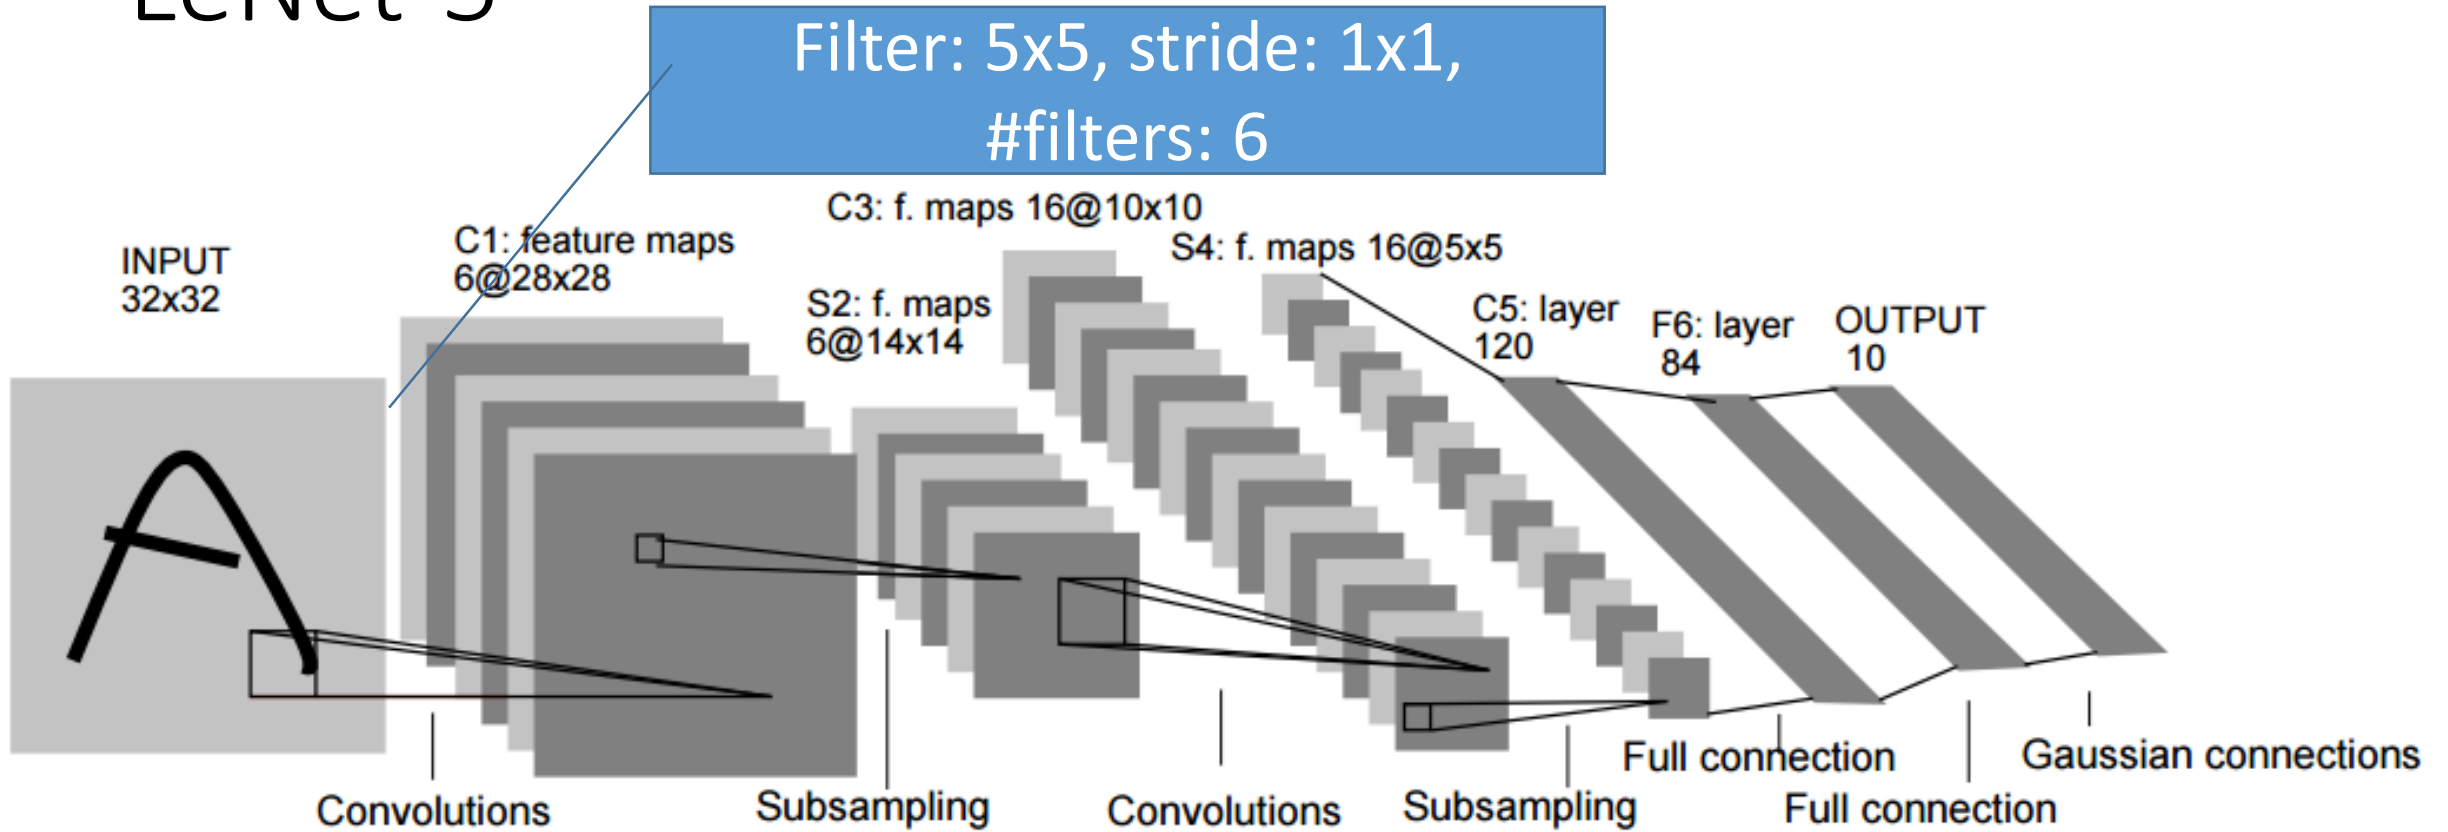 LeNet-5
Filter: 5x5, stride: 1x1,
#filters: 6
C3: f. maps 16@10x10
C1: feature maps
6@28x28
S4: f. maps 16@5x5
INPUT
32x32
S2: f. maps
6@14x14
C5: layer
120
F6: layer
84
OUTPUT
10
Convolutions
Subsampling
Convolutions
Subsampling
Full connection
Full connection
Gaussian connections